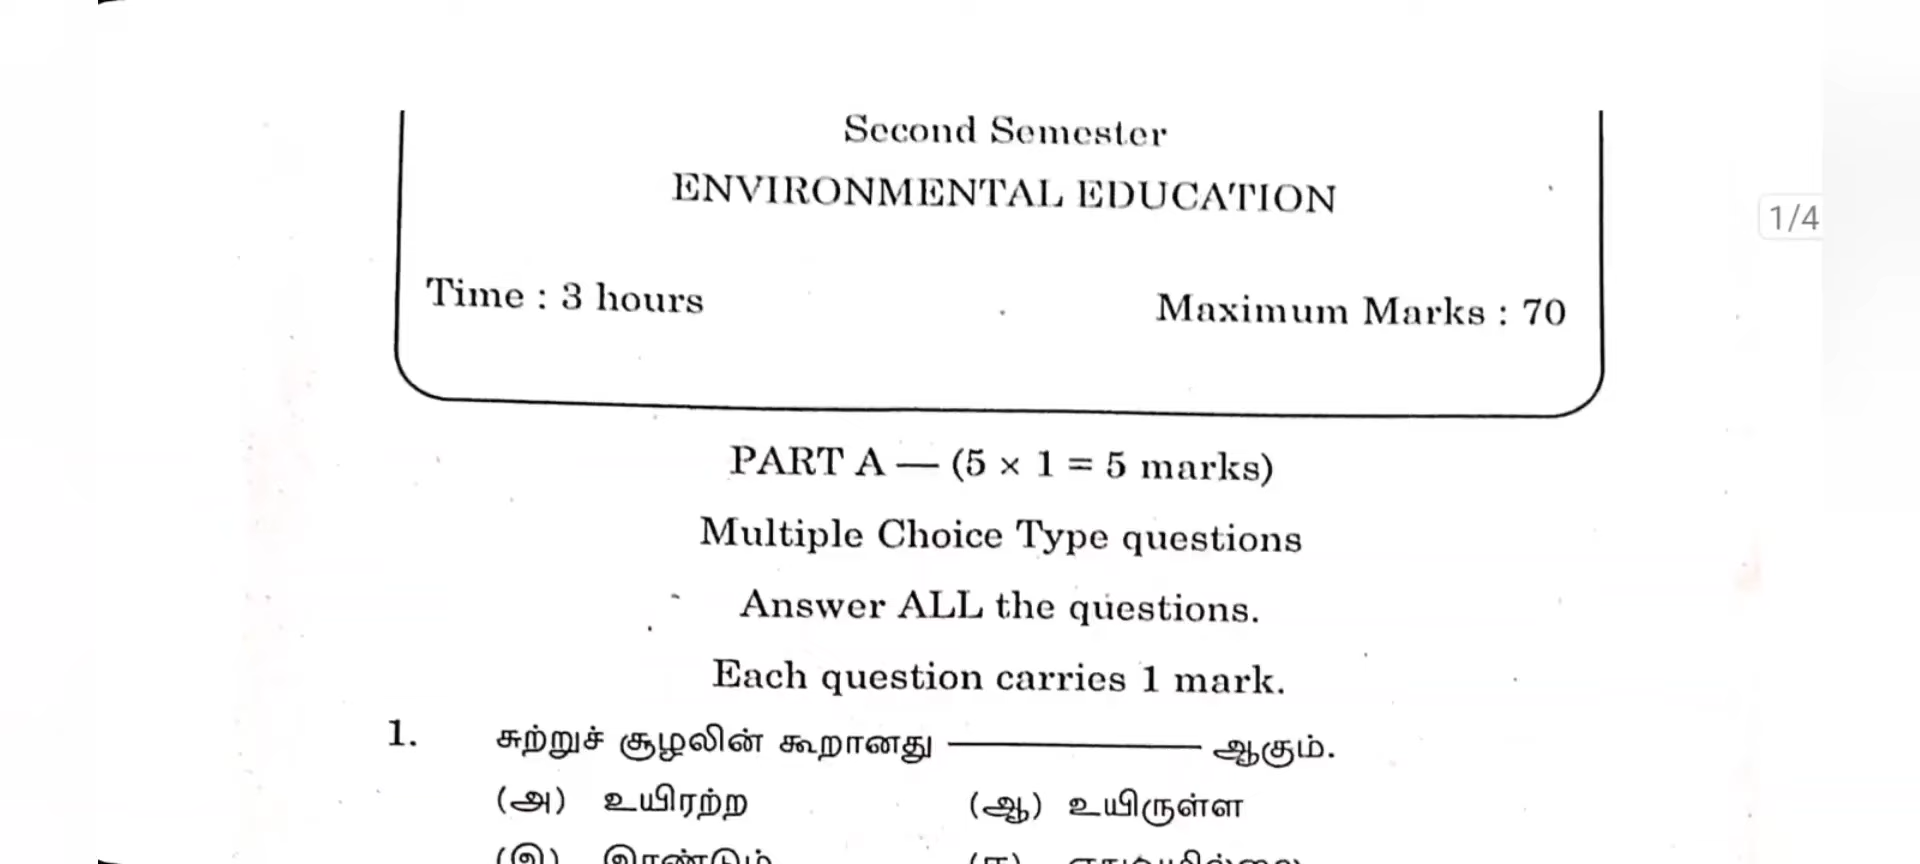 Second Semester
ENVIRONMENTAL EDUCATION
1/4
Time : 3 hours Maximum Marks : 70
PART A — (5 × 1 = 5 marks)
Multiple Choice Type questions
Answer ALL the questions.
Each question carries 1 mark.
1. சுற்றுச் சூழலின் கூறானது ———— ஆகும்.
(அ) உயிரற்ற (ஆ) உயிருள்ள
(இ) இரண்டும் (ஈ)